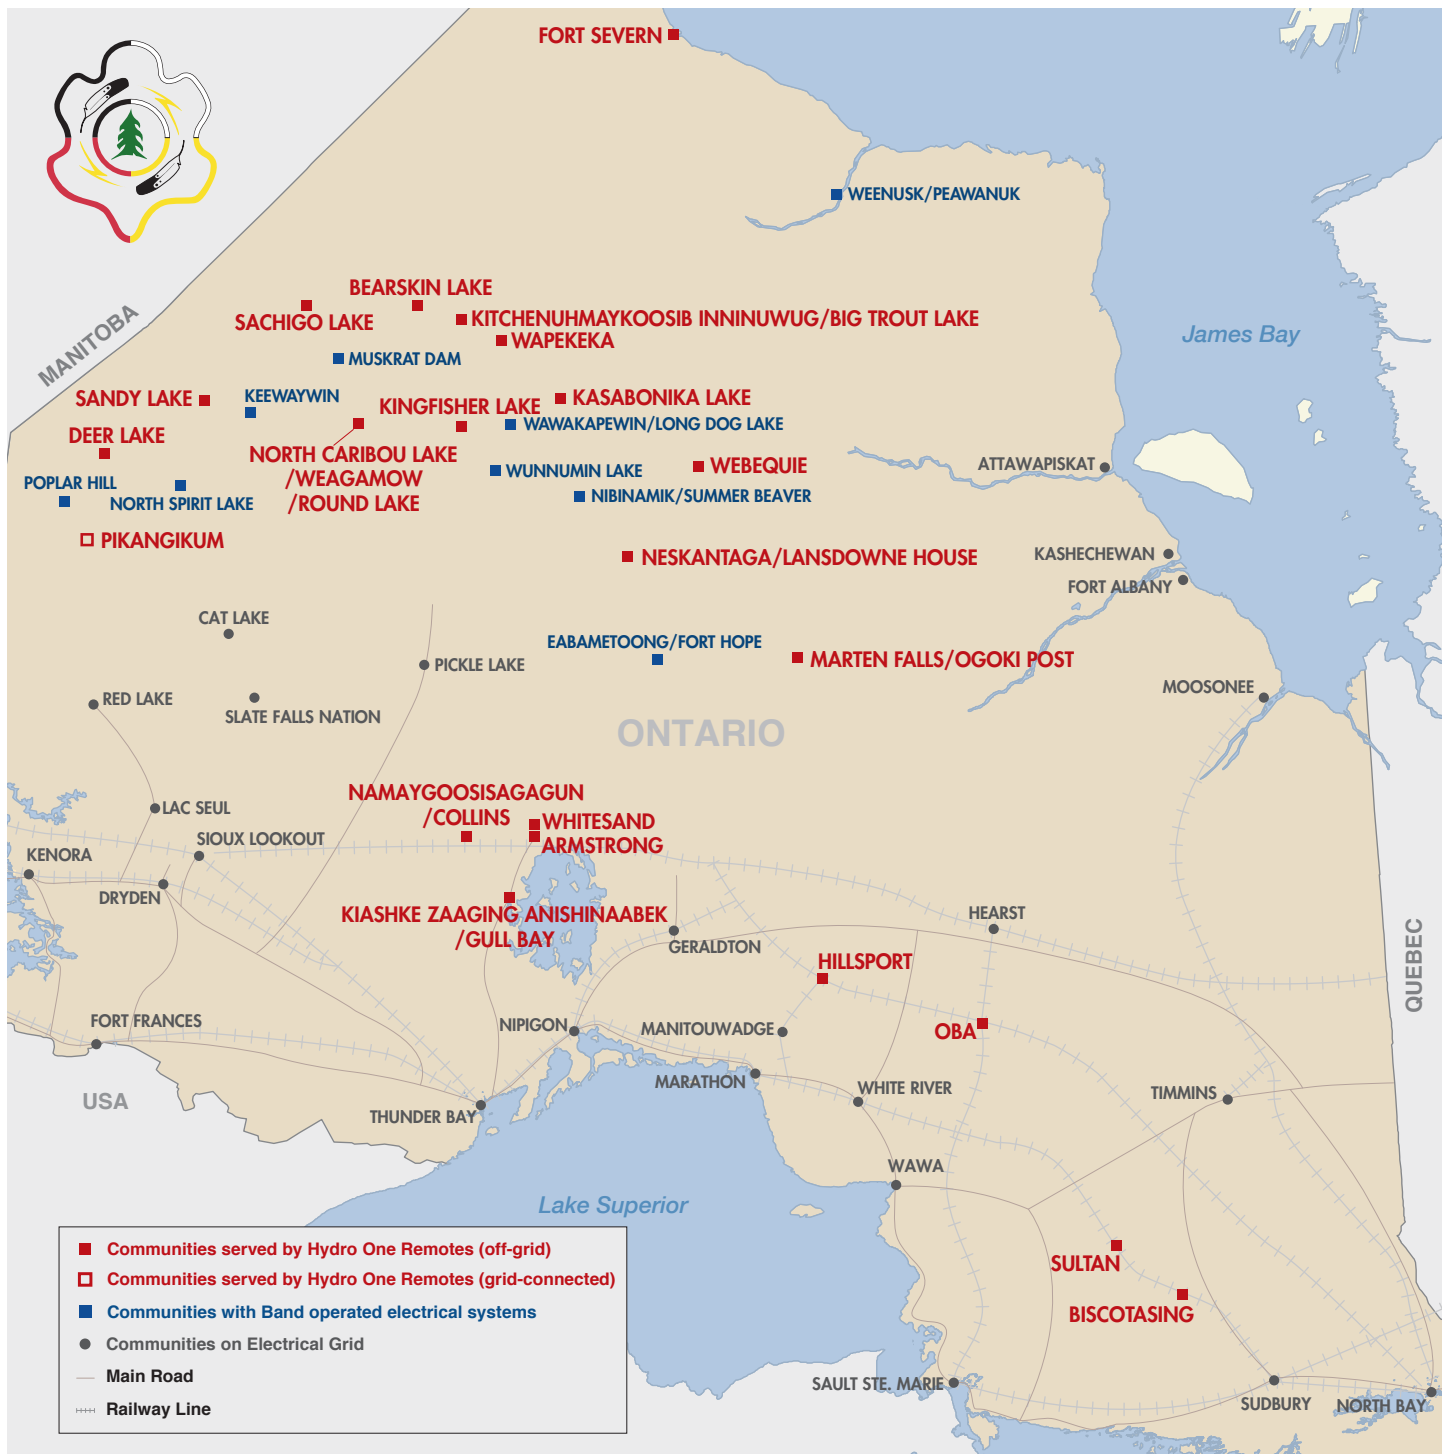 FORT SEVERN
WEENUSK/PEAWANUK
MANITOBA
BEARSKIN LAKE
SACHIGO LAKE
KITCHENUHMAYKOOSIB INNINUWUG/BIG TROUT LAKE
WAPEKEKA
James Bay
MUSKRAT DAM
SANDY LAKE
KEEWAYWIN
KINGFISHER LAKE
KASABONIKA LAKE
WAWAKAPEWIN/LONG DOG LAKE
DEER LAKE
NORTH CARIBOU LAKE
/WEAGAMOW
/ROUND LAKE
WUNNUMIN LAKE
WEBEQUIE
ATTAWAPISKAT
POPLAR HILL
NORTH SPIRIT LAKE
NIBINAMIK/SUMMER BEAVER
PIKANGIKUM
NESKANTAGA/LANSDOWNE HOUSE
KASHECHEWAN
FORT ALBANY
CAT LAKE
EABAMETOONG/FORT HOPE
MARTEN FALLS/OGOKI POST
PICKLE LAKE
RED LAKE
SLATE FALLS NATION
MOOSONEE
ONTARIO
NAMAYGOOSISAGAGUN
/COLLINS
WHITESAND
ARMSTRONG
LAC SEUL
SIOUX LOOKOUT
KENORA
DRYDEN
KIASHKE ZAAGING ANISHINAABEK
/GULL BAY
GERALDTON
HEARST
HILLSPORT
QUEBEC
FORT FRANCES
NIPIGON
MANITOUWADGE
OBA
USA
MARATHON
WHITE RIVER
TIMMINS
THUNDER BAY
WAWA
Lake Superior
SULTAN
BISCOTASING
SAULT STE. MARIE
SUDBURY
NORTH BAY
Communities served by Hydro One Remotes (off-grid)
Communities served by Hydro One Remotes (grid-connected)
Communities with Band operated electrical systems
Communities on Electrical Grid
Main Road
Railway Line